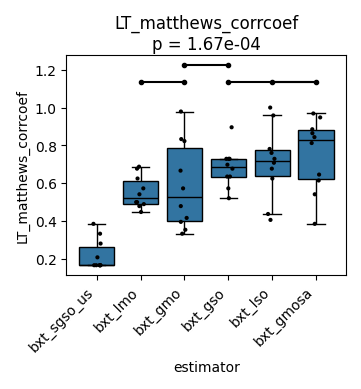 LT_matthews_corrcoef
p = 1.67e-04
LT_matthews_corrcoef
1.2
1.0
0.8
0.6
0.4
0.2
bxt_sgso_us
bxt_lmo
bxt_gmo
bxt_gso
bxt_lso
bxt_gmosa
estimator